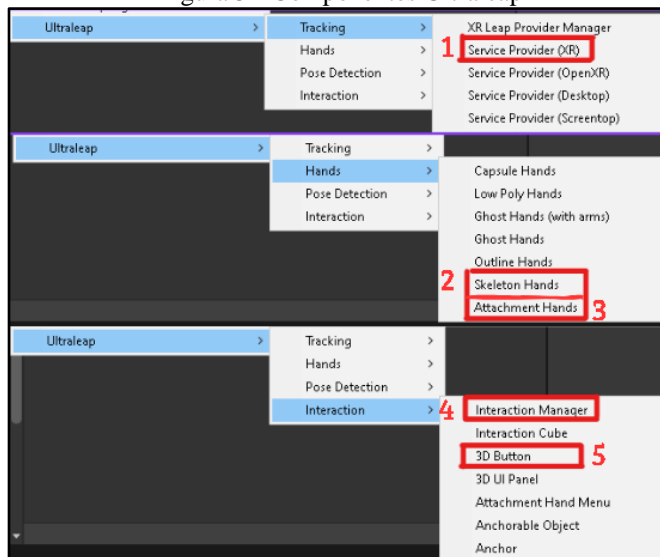 Figura Componentes Ultraleap
Ultraleap > Tracking > XR Leap Provider Manager
Hands > 1 Service Provider (XR)
Pose Detection > Service Provider (OpenXR)
Interaction > Service Provider (Desktop)
Service Provider (Screentop)
Ultraleap > Tracking >
Hands > Capsule Hands
Pose Detection > Low Poly Hands
Interaction > Ghost Hands (with arms)
Ghost Hands
Outline Hands
2 Skeleton Hands
Attachment Hands 3
Ultraleap > Tracking >
Hands >
Pose Detection >
Interaction > 4 Interaction Manager
Interaction Cube
3D Button 5
3D UI Panel
Attachment Hand Menu
Anchorable Object
Anchor